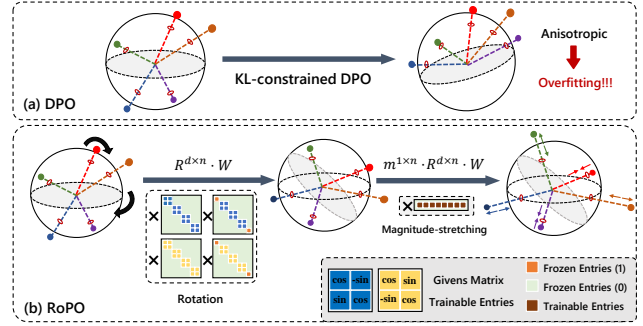 Anisotropic
KL-constrained DPO
Overfitting!!!
(a) DPO
R^{d×n} · W
m^{1×n} · R^{d×n} · W
×
×
×
×
×
Magnitude-stretching
Rotation
cos -sin
sin cos
cos sin
-sin cos
Givens Matrix
Trainable Entries
Frozen Entries (1)
Frozen Entries (0)
Trainable Entries
(b) RoPO